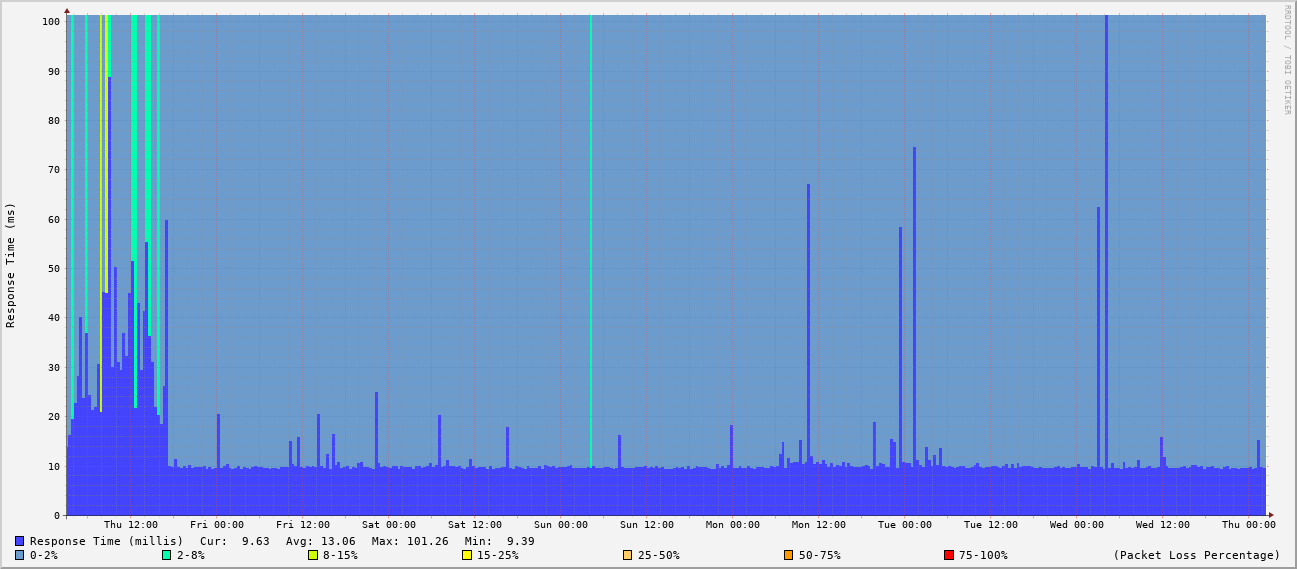 RRDTOOL / TOBI OETIKER
Response Time (ms)
100
90
80
70
60
50
40
30
20
10
0
Thu 12:00 Fri 00:00 Fri 12:00 Sat 00:00 Sat 12:00 Sun 00:00 Sun 12:00 Mon 00:00 Mon 12:00 Tue 00:00 Tue 12:00 Wed 00:00 Wed 12:00 Thu 00:00
Response Time (millis) Cur: 9.63 Avg: 13.06 Max: 101.26 Min: 9.39
0-2% 2-8% 8-15% 15-25% 25-50% 50-75% 75-100% (Packet Loss Percentage)